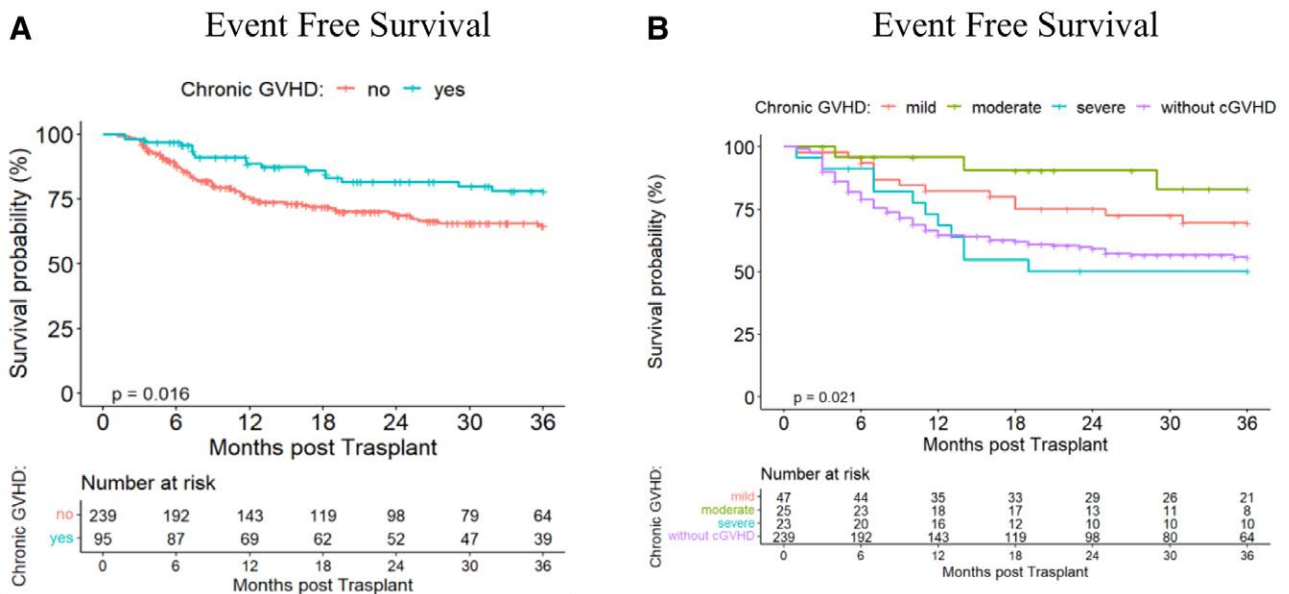 A
Event Free Survival
Chronic GVHD: no yes
Survival probability (%)
100
75
50
25
0
p = 0.016
0 6 12 18 24 30 36
Months post Trasplant
Number at risk
Chronic GVHD:
no 239 192 143 119 98 79 64
yes 95 87 69 62 52 47 39
0 6 12 18 24 30 36
Months post Trasplant
B
Event Free Survival
Chronic GVHD: mild moderate severe without cGVHD
Survival probability (%)
100
75
50
25
0
p = 0.021
0 6 12 18 24 30 36
Months post Trasplant
Number at risk
Chronic GVHD:
mild 47 44 35 33 29 26 21
moderate 25 23 18 17 13 11 8
severe 23 20 16 12 10 10 10
without cGVHD 239 192 143 119 98 80 64
0 6 12 18 24 30 36
Months post Trasplant